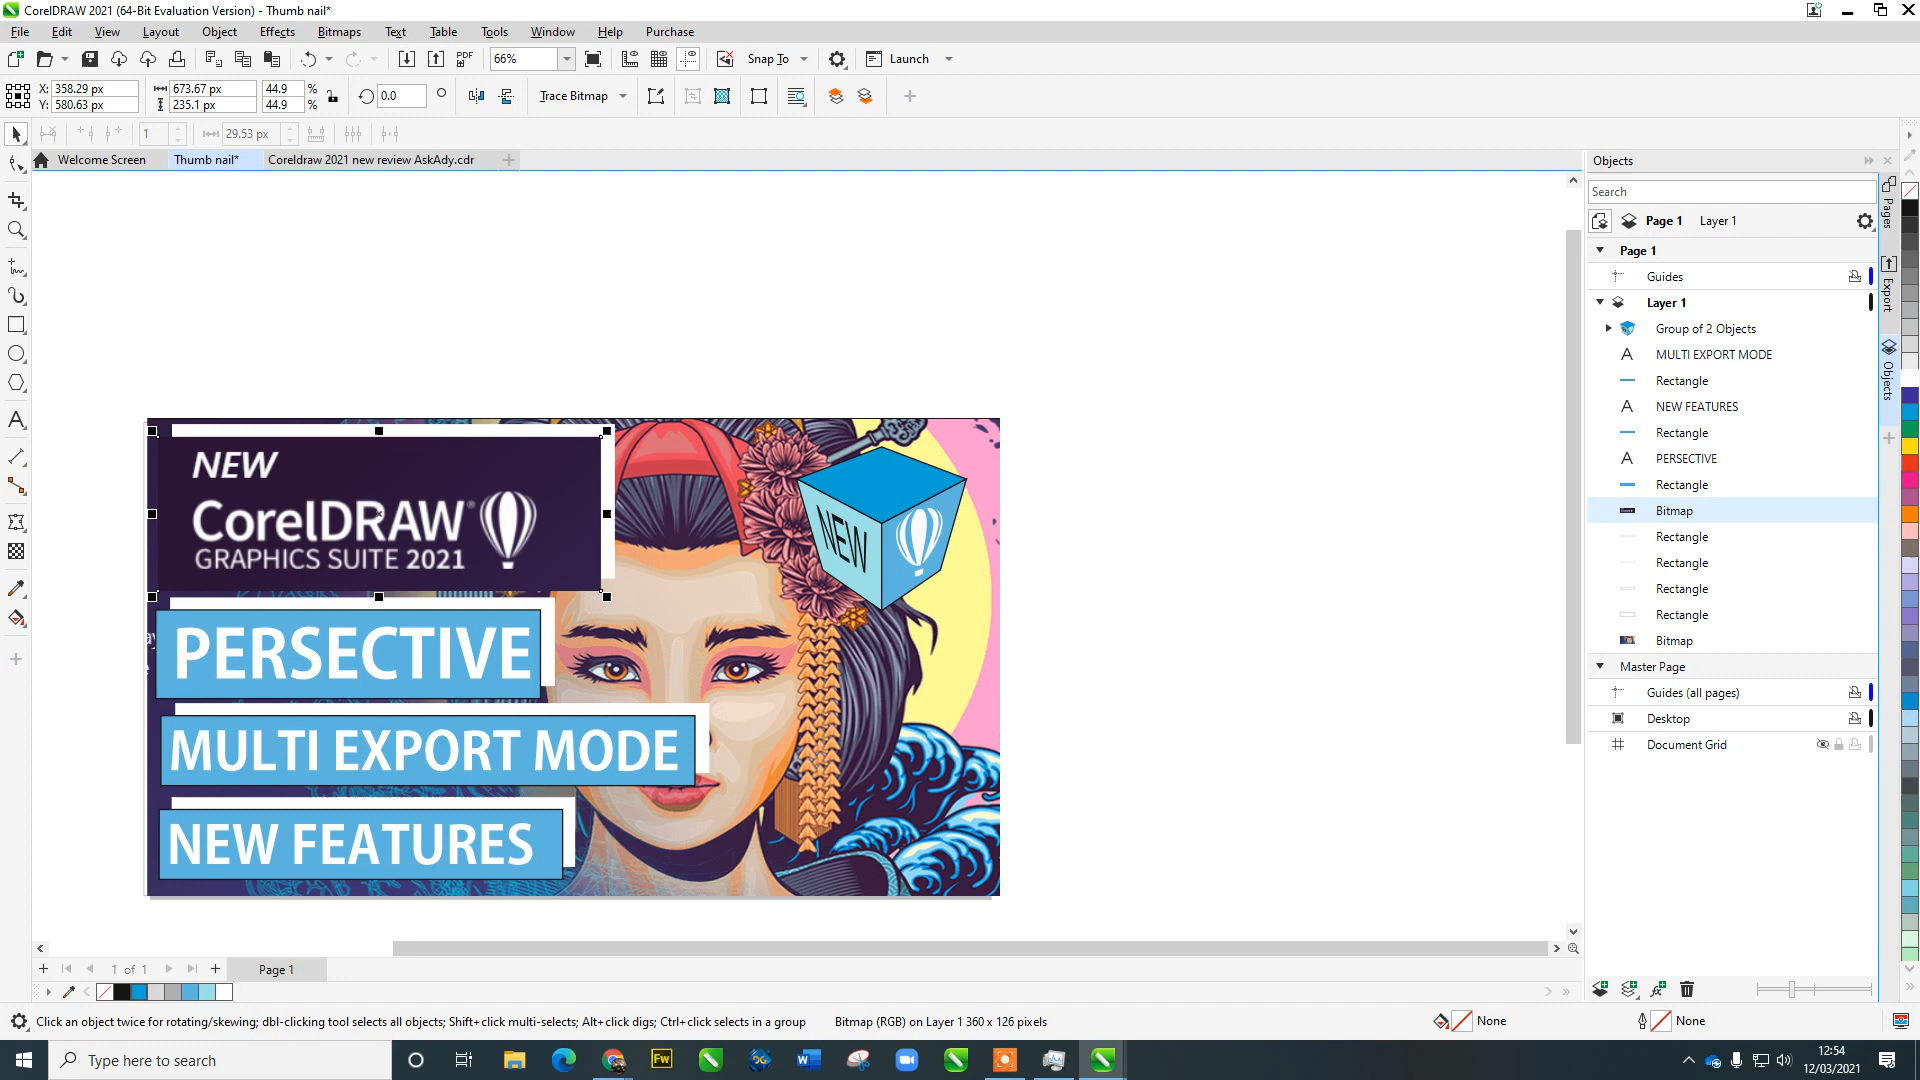 CorelDRAW 2021 (64-Bit Evaluation Version) - Thumb nail*
File Edit View Layout Object Effects Bitmaps Text Table Tools Window Help Purchase
PDF 66% Snap To Launch
X: 358.29 px 673.67 px 44.9 %
Y: 580.63 px 235.1 px 44.9 %
0.0 Trace Bitmap
1 29.53 px
Welcome Screen Thumb nail* Coreldraw 2021 new review AskAdy.cdr
NEW
CorelDRAW®
GRAPHICS SUITE 2021
NEW
PERSECTIVE
MULTI EXPORT MODE
NEW FEATURES
Objects
Search
Page 1 Layer 1
Page 1
Guides
Layer 1
Group of 2 Objects
MULTI EXPORT MODE
Rectangle
NEW FEATURES
Rectangle
PERSPECTIVE
Rectangle
Bitmap
Rectangle
Rectangle
Rectangle
Rectangle
Bitmap
Master Page
Guides (all pages)
Desktop
Document Grid
Pages
Export
Objects
1 of 1 Page 1
Click an object twice for rotating/skewing; dbl-clicking tool selects all objects; Shift+click multi-selects; Alt+click digs; Ctrl+click selects in a group
Bitmap (RGB) on Layer 1 360 x 126 pixels
None
None
Type here to search
Fw
12:54
12/03/2021